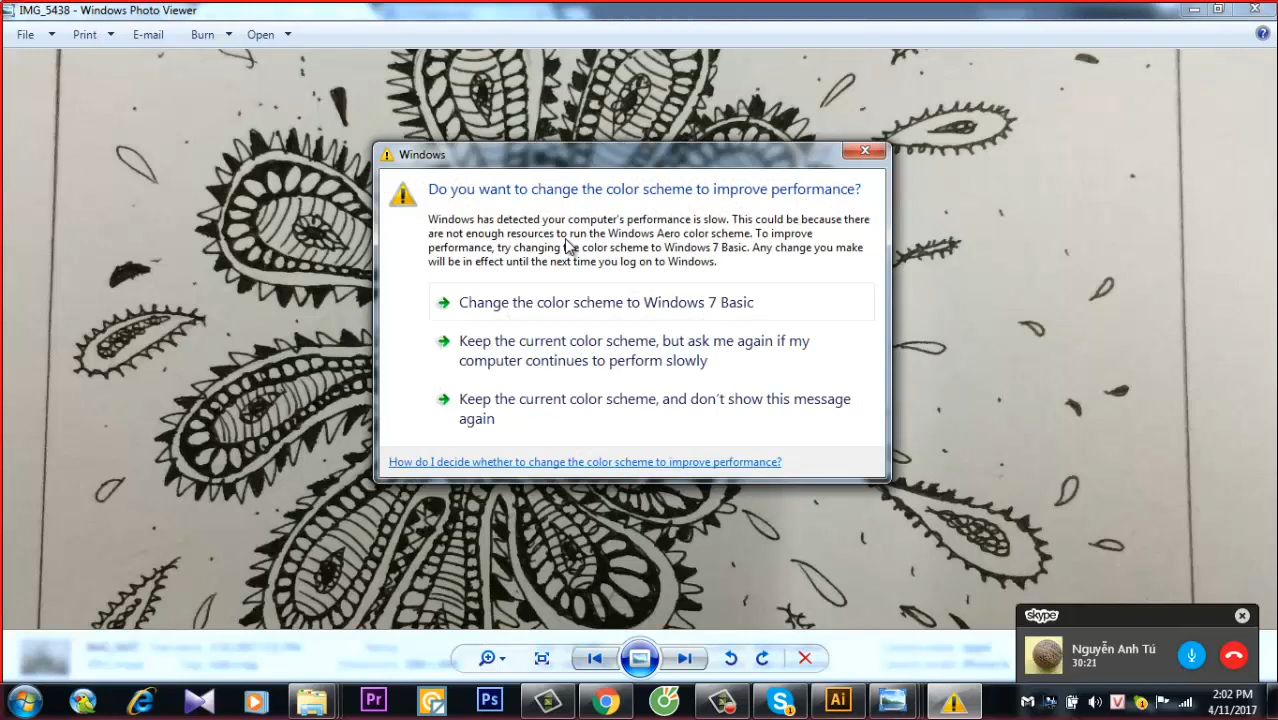 IMG_5438 - Windows Photo Viewer
File Print E-mail Burn Open
Windows
Do you want to change the color scheme to improve performance?
Windows has detected your computer's performance is slow. This could be because there
are not enough resources to run the Windows Aero color scheme. To improve
performance, try changing the color scheme to Windows 7 Basic. Any change you make
will be in effect until the next time you log on to Windows.
Change the color scheme to Windows 7 Basic
Keep the current color scheme, but ask me again if my
computer continues to perform slowly
Keep the current color scheme, and don't show this message
again
How do I decide whether to change the color scheme to improve performance?
skype
Nguyễn Anh Tú
30:21
Pr
Ps
S
1
Ai
V
2:02 PM
4/11/2017